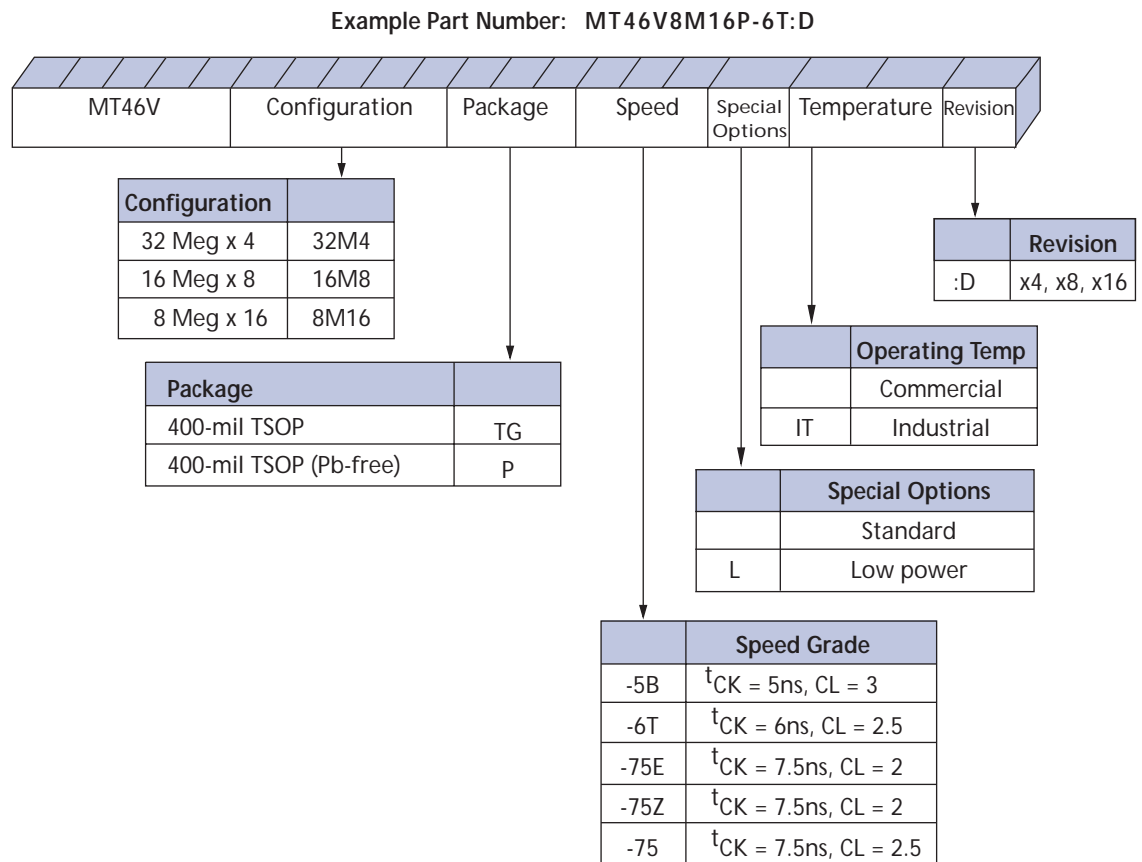 Example Part Number: MT46V8M16P-6T:D
MT46V Configuration Package Speed Special Options Temperature Revision
Configuration
32 Meg x 4 32M4
16 Meg x 8 16M8
8 Meg x 16 8M16
Package
400-mil TSOP TG
400-mil TSOP (Pb-free) P
Revision
:D x4, x8, x16
Operating Temp
Commercial
IT Industrial
Special Options
Standard
L Low power
Speed Grade
-5B tCK = 5ns, CL = 3
-6T tCK = 6ns, CL = 2.5
-75E tCK = 7.5ns, CL = 2
-75Z tCK = 7.5ns, CL = 2
-75 tCK = 7.5ns, CL = 2.5